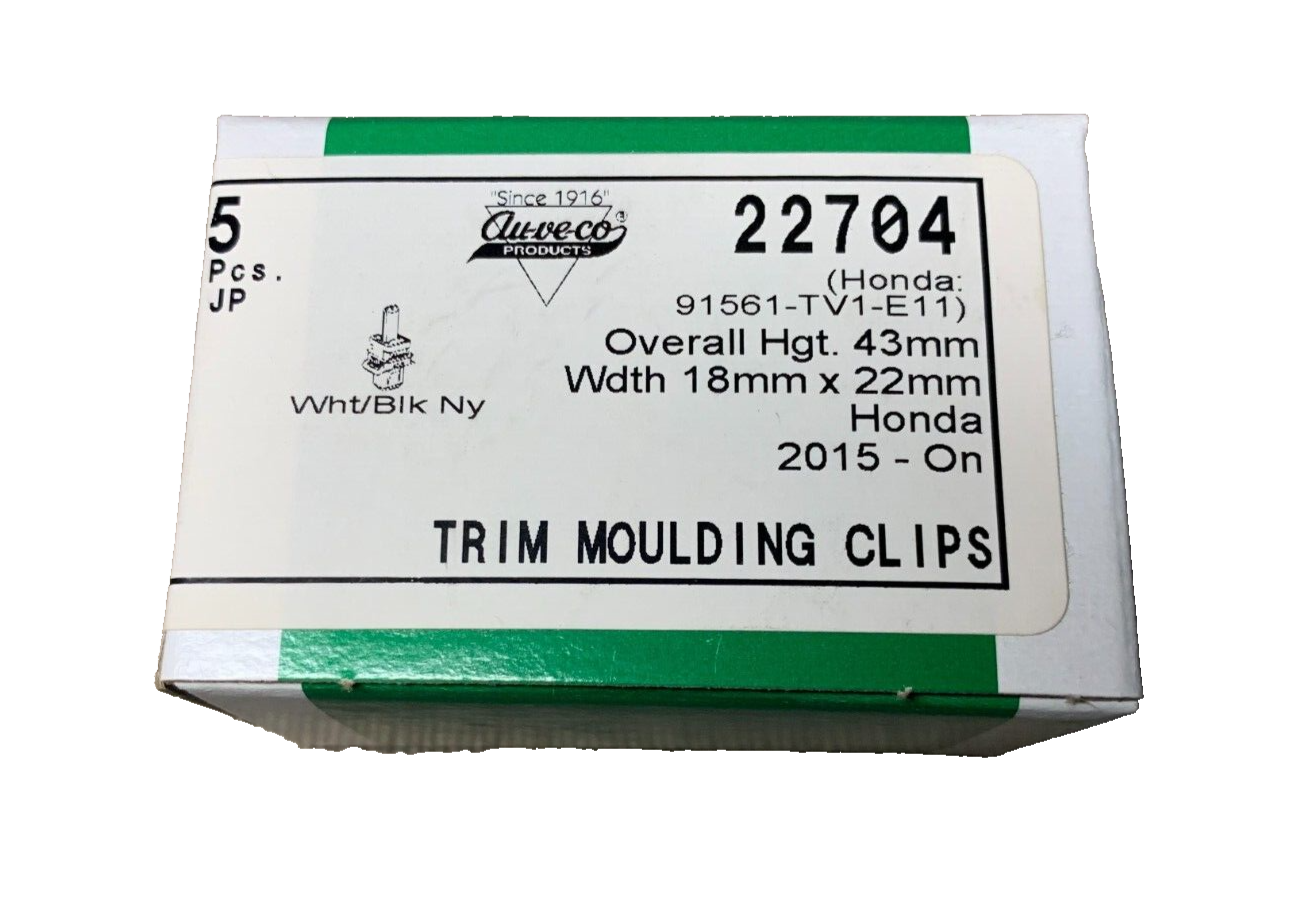 5
Pcs.
JP
"Since 1916"
Au-ve-co®
PRODUCTS
22704
(Honda:
91561-TV1-E11)
Overall Hgt. 43mm
Wdth 18mm x 22mm
Honda
2015 - On
Wht/Blk Ny
TRIM MOULDING CLIPS